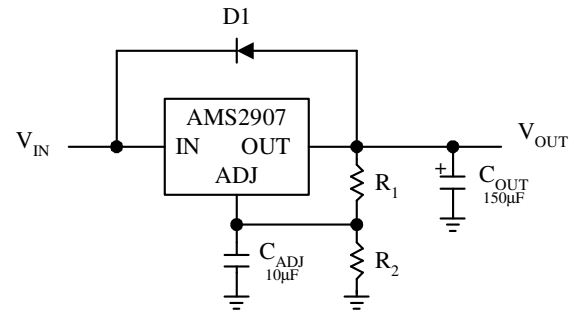 D1
AMS2907
V_IN
IN OUT
V_OUT
ADJ
+
R_1
C_OUT
150µF
C_ADJ
10µF
R_2